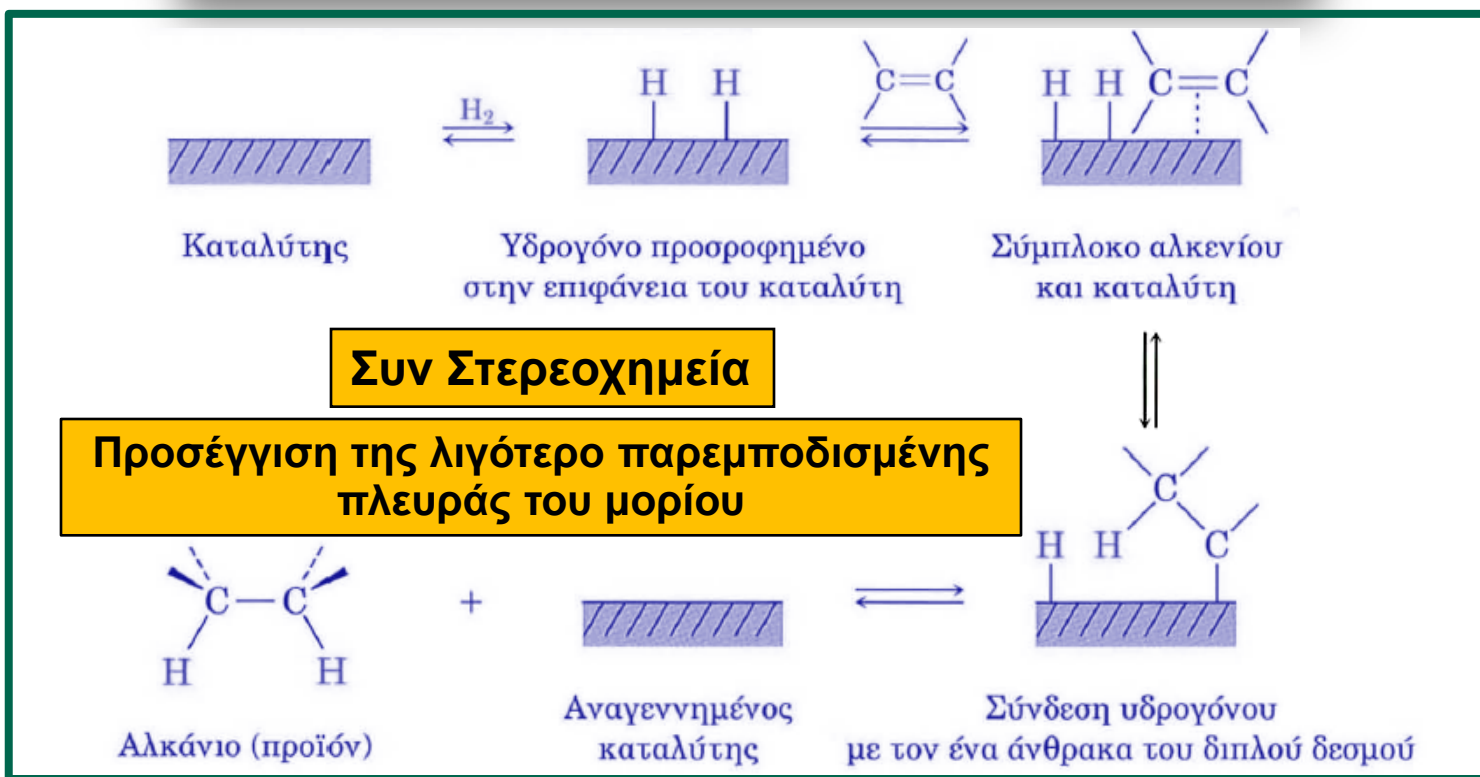 H₂
H H
C=C
H H C=C
Καταλύτης
Υδρογόνο προσροφημένο
στην επιφάνεια του καταλύτη
Σύμπλοκο αλκενίου
και καταλύτη
Συν Στερεοχημεία
Προσέγγιση της λιγότερο παρεμποδισμένης
πλευράς του μορίου
C
H H C
C—C
H H
+
Αλκάνιο (προϊόν)
Αναγεννημένος
καταλύτης
Σύνδεση υδρογόνου
με τον ένα άνθρακα του διπλού δεσμού